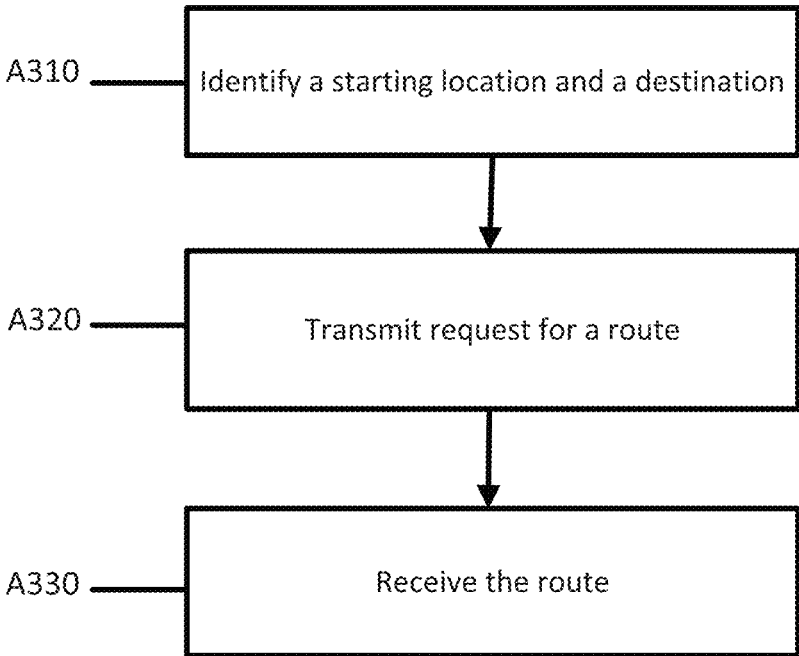 A310
Identify a starting location and a destination
A320
Transmit request for a route
A330
Receive the route